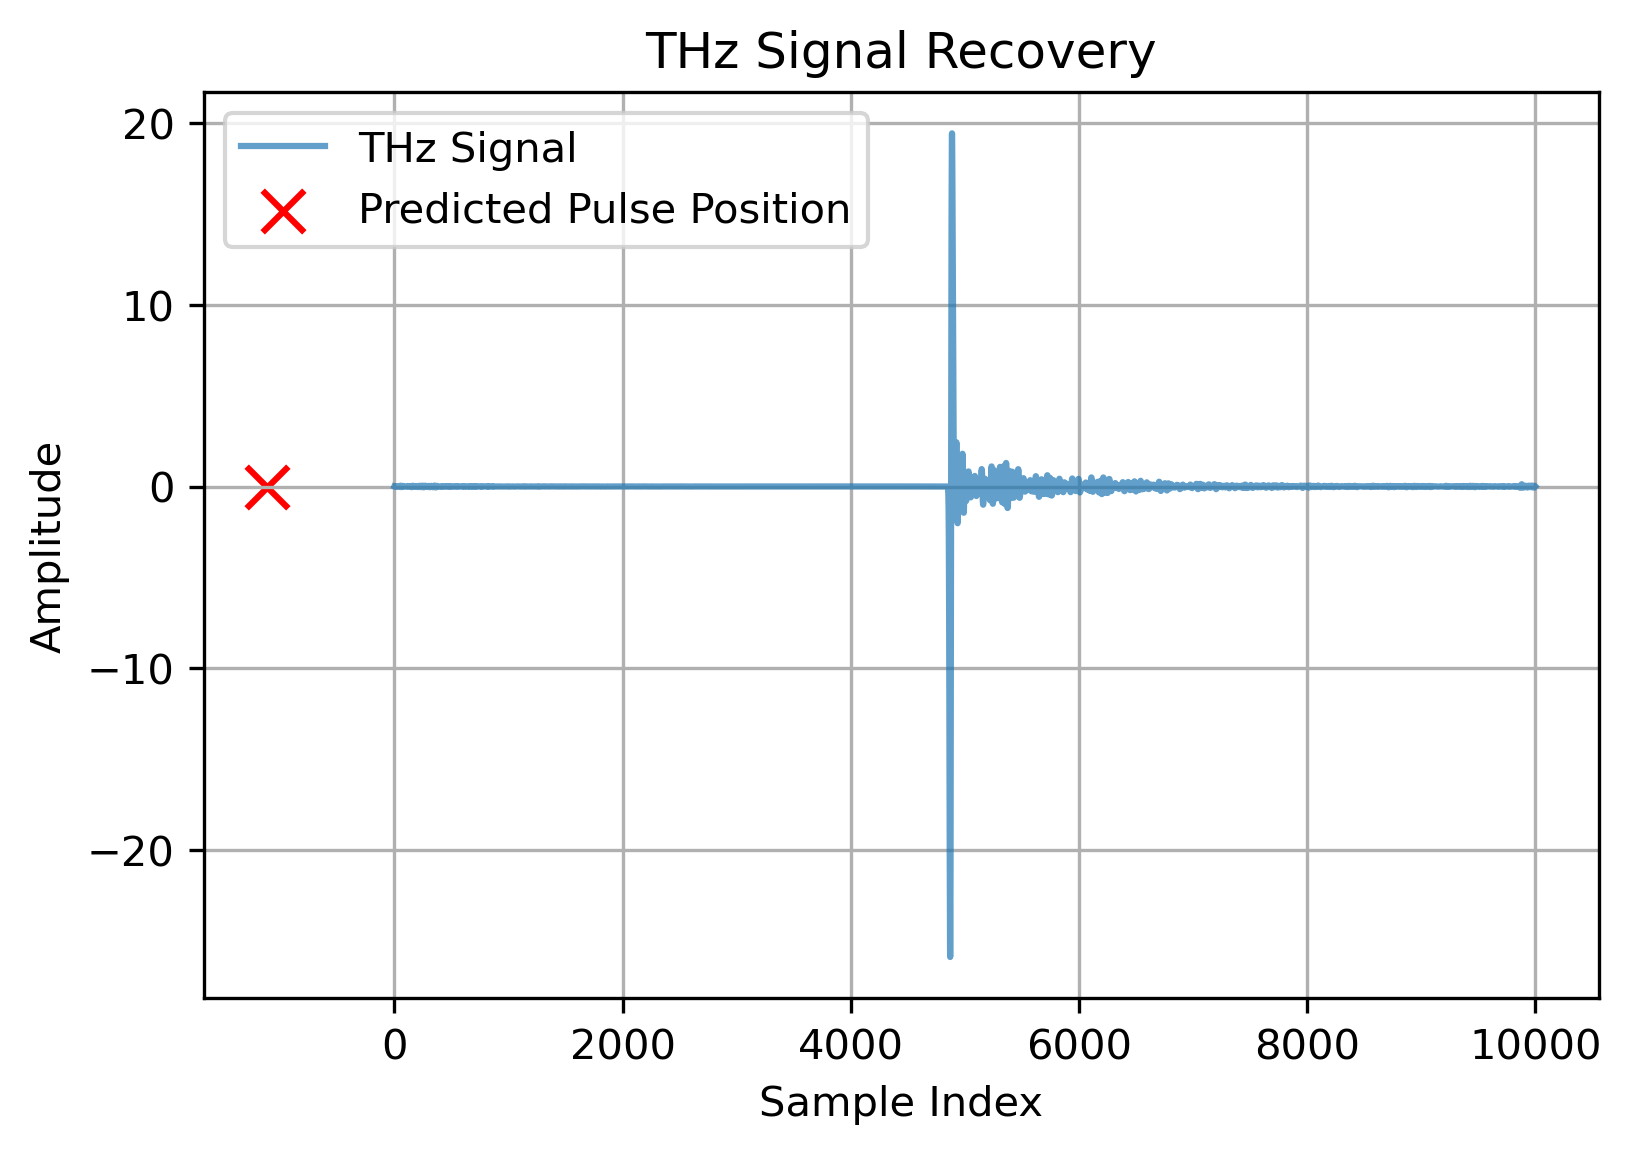 THz Signal Recovery
THz Signal
Predicted Pulse Position
20
10
0
−10
−20
Amplitude
0 2000 4000 6000 8000 10000
Sample Index